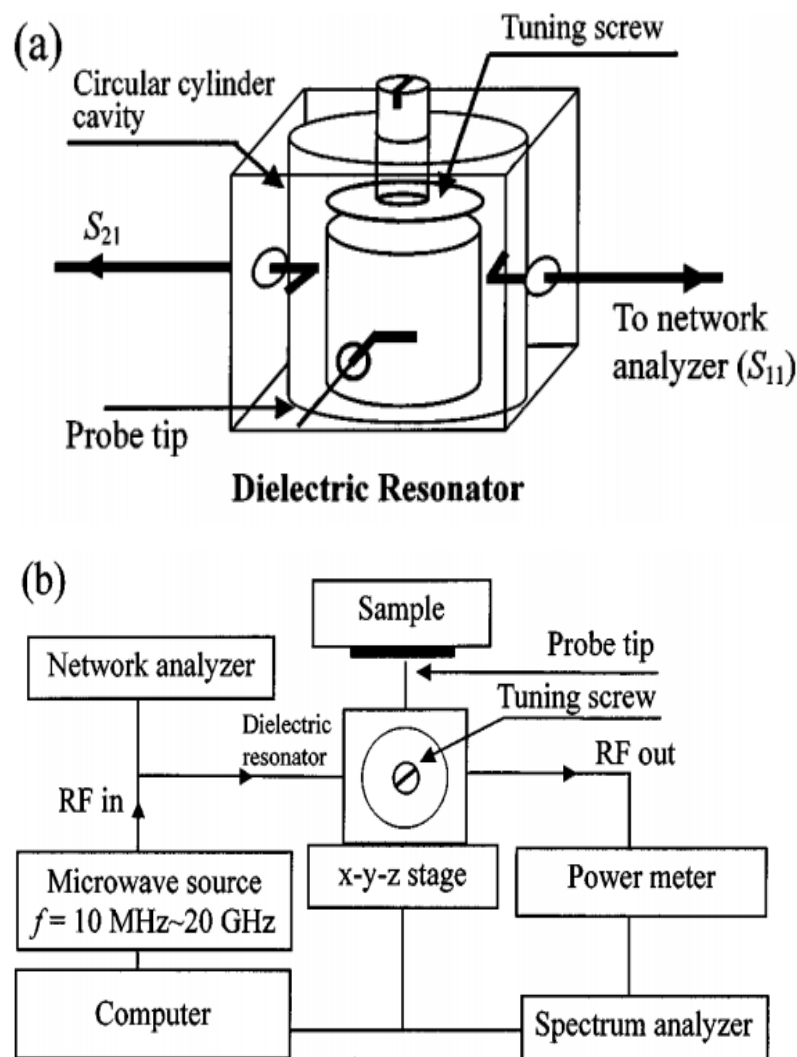 (a)
Tuning screw
Circular cylinder
cavity
S21
To network
analyzer (S11)
Probe tip
Dielectric Resonator
(b)
Sample
Network analyzer
Probe tip
Tuning screw
Dielectric
resonator
RF out
RF in
Microwave source
f = 10 MHz~20 GHz
x-y-z stage
Power meter
Computer
Spectrum analyzer